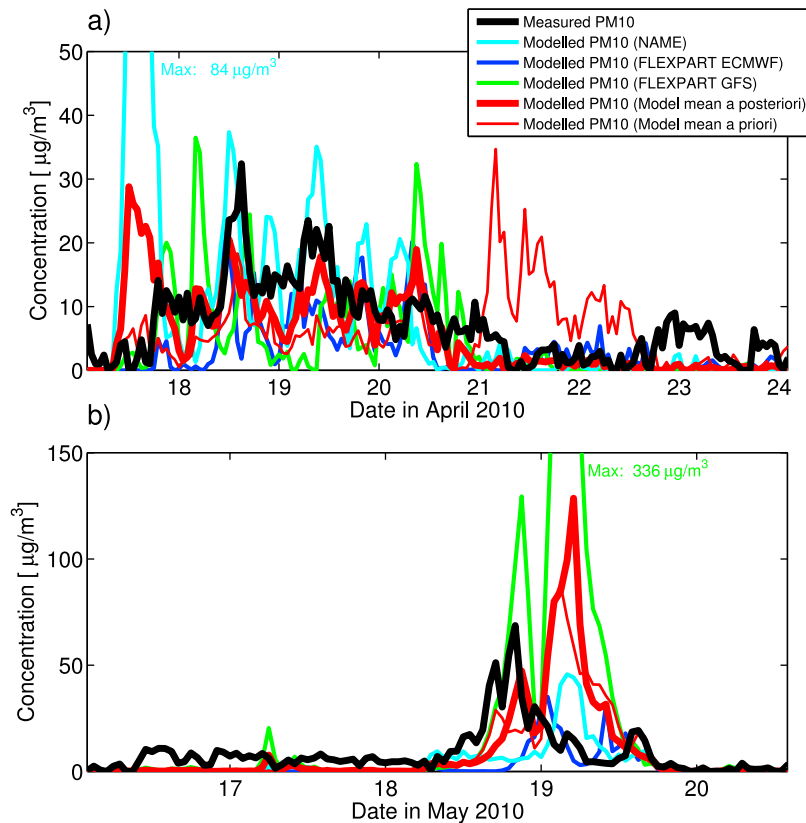 a)
Measured PM10
Modelled PM10 (NAME)
Modelled PM10 (FLEXPART ECMWF)
Modelled PM10 (FLEXPART GFS)
Modelled PM10 (Model mean a posteriori)
Modelled PM10 (Model mean a priori)
Max: 84 μg/m³
Concentration [ μg/m³]
50
40
30
20
10
0
18 19 20 21 22 23 24
Date in April 2010
b)
Max: 336 μg/m³
Concentration [ μg/m³]
150
100
50
0
17 18 19 20
Date in May 2010